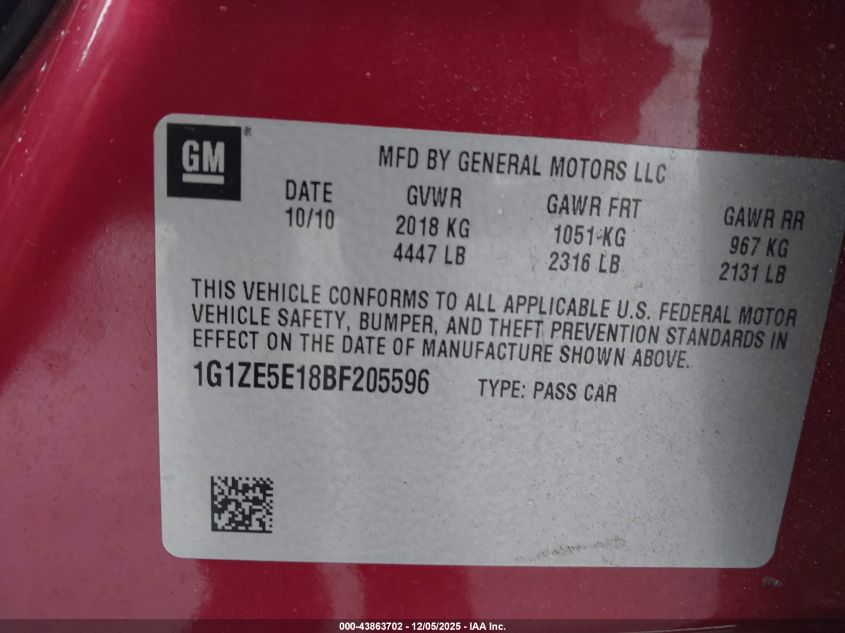 GM ®
MFD BY GENERAL MOTORS LLC
DATE GVWR GAWR FRT GAWR RR
10/10 2018 KG 1051 KG 967 KG
4447 LB 2316 LB 2131 LB
THIS VEHICLE CONFORMS TO ALL APPLICABLE U.S. FEDERAL MOTOR
VEHICLE SAFETY, BUMPER, AND THEFT PREVENTION STANDARDS IN
EFFECT ON THE DATE OF MANUFACTURE SHOWN ABOVE.
1G1ZE5E18BF205596 TYPE: PASS CAR
000-43863702 - 12/05/2025 - IAA Inc.